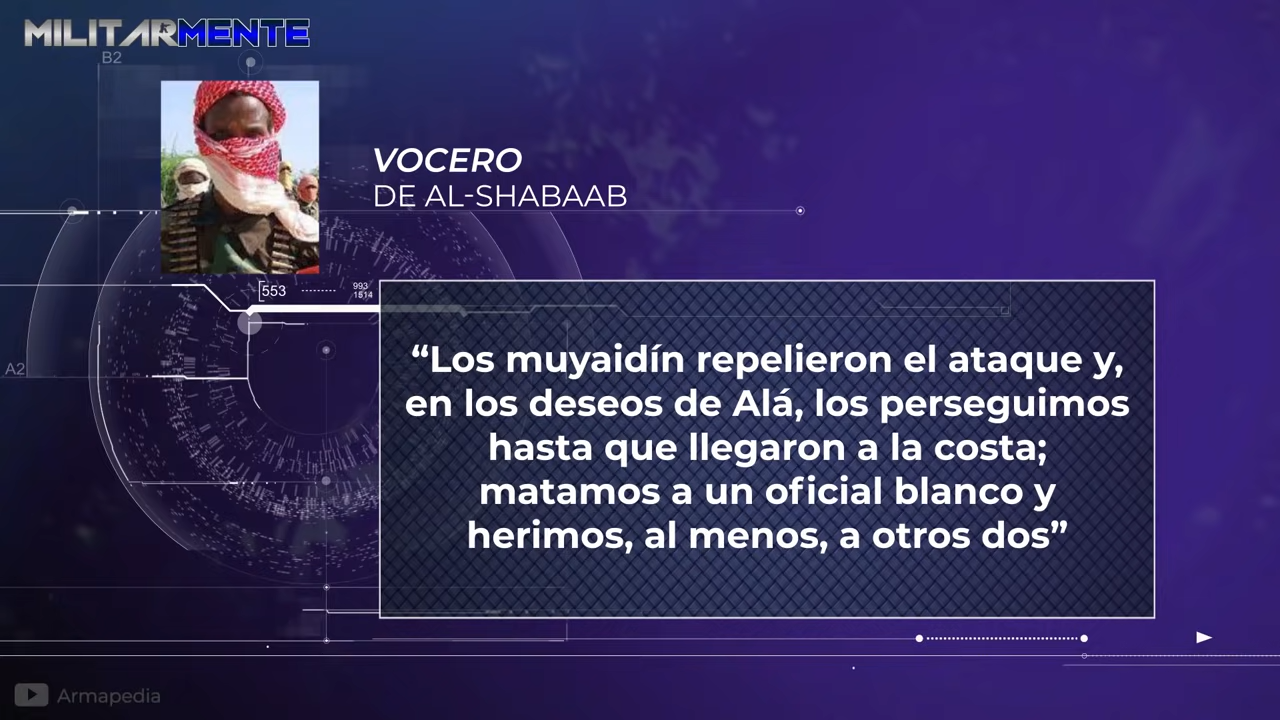 MILITARMENTE
B2
VOCERO
DE AL-SHABAAB
553
993
1514
A2
“Los muyaidín repelieron el ataque y,
en los deseos de Alá, los perseguimos
hasta que llegaron a la costa;
matamos a un oficial blanco y
herimos, al menos, a otros dos”
Armapedia